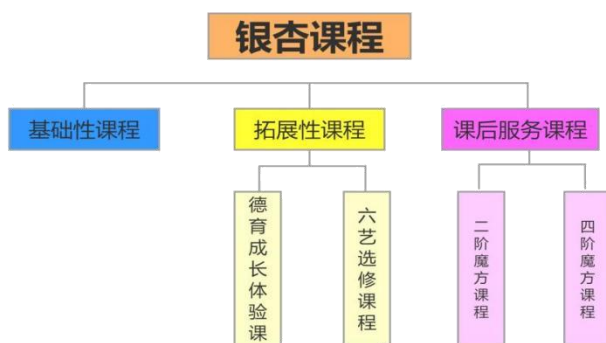 银杏课程
基础性课程
拓展性课程
课后服务课程
德育成长体验课
六艺选修课程
二阶魔方课程
四阶魔方课程